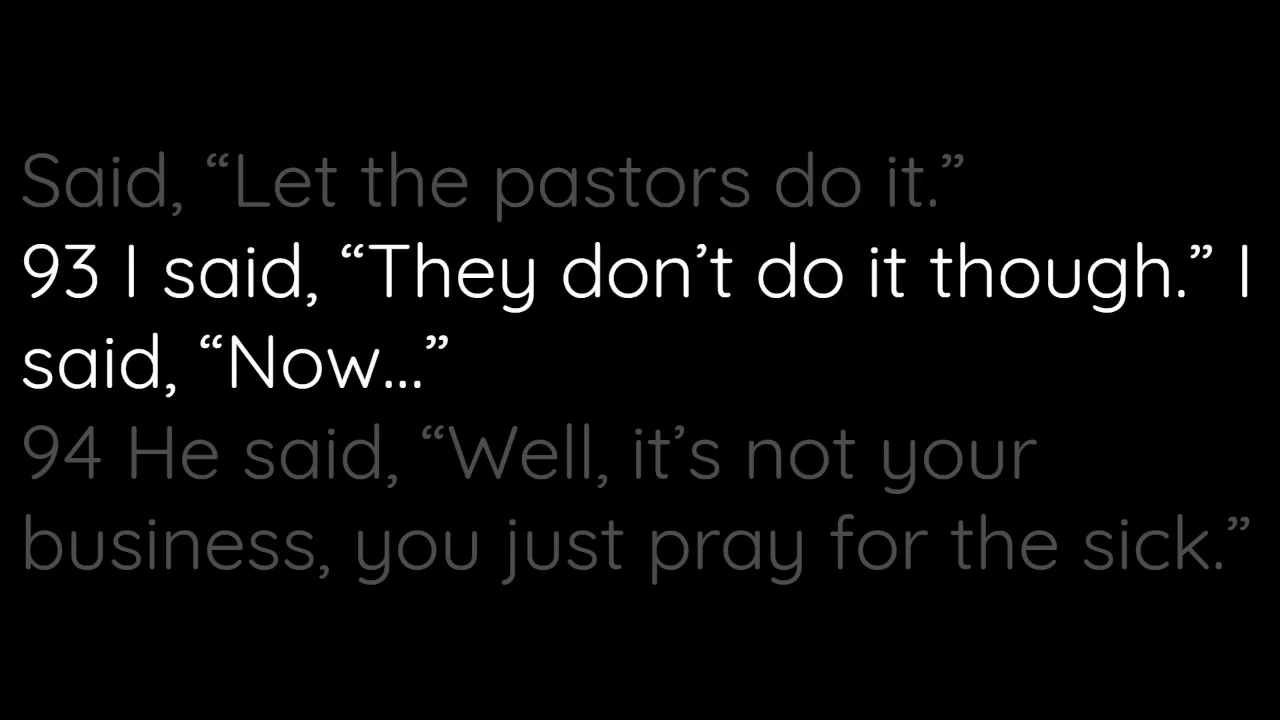 Said, “Let the pastors do it.”
93 I said, “They don’t do it though.” I
said, “Now...”
94 He said, “Well, it’s not your
business, you just pray for the sick.”